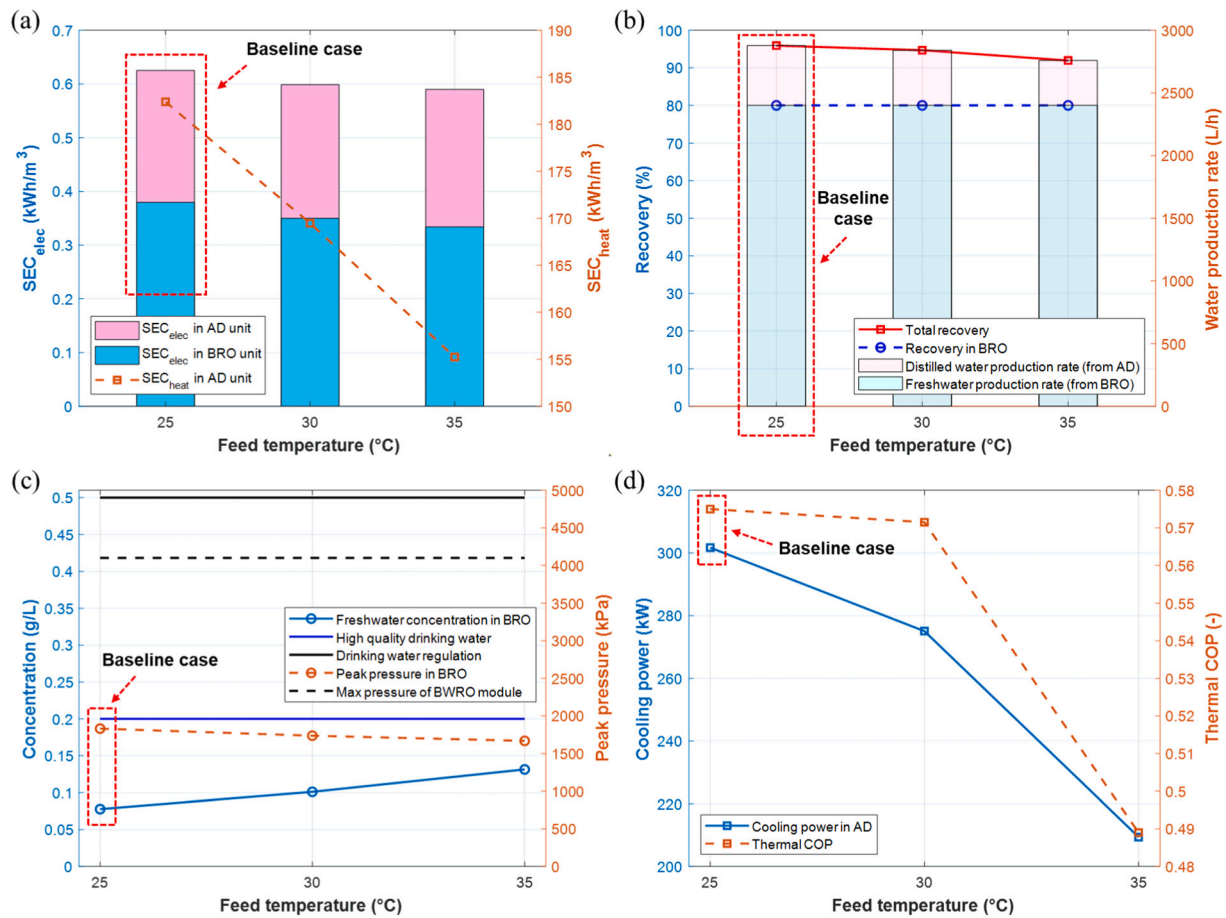 (a)
0.7
0.6
0.5
0.4
0.3
0.2
0.1
0
SEC_elec (kWh/m³)
190
185
180
175
170
165
160
155
150
SEC_heat (kWh/m³)
Baseline case
SEC_elec in AD unit
SEC_elec in BRO unit
SEC_heat in AD unit
25
30
35
Feed temperature (°C)
(b)
100
90
80
70
60
50
40
30
20
10
0
Recovery (%)
3000
2500
2000
1500
1000
500
0
Water production rate (L/h)
Baseline
case
Total recovery
Recovery in BRO
Distilled water production rate (from AD)
Freshwater production rate (from BRO)
25
30
35
Feed temperature (°C)
(c)
0.5
0.45
0.4
0.35
0.3
0.25
0.2
0.15
0.1
0.05
0
Concentration (g/L)
5000
4500
4000
3500
3000
2500
2000
1500
1000
500
0
Peak pressure (kPa)
Freshwater concentration in BRO
High quality drinking water
Drinking water regulation
Peak pressure in BRO
Max pressure of BWRO module
Baseline case
25
30
35
Feed temperature (°C)
(d)
320
300
280
260
240
220
200
Cooling power (kW)
0.58
0.57
0.56
0.55
0.54
0.53
0.52
0.51
0.5
0.49
0.48
Thermal COP (-)
Baseline case
Cooling power in AD
Thermal COP
25
30
35
Feed temperature (°C)